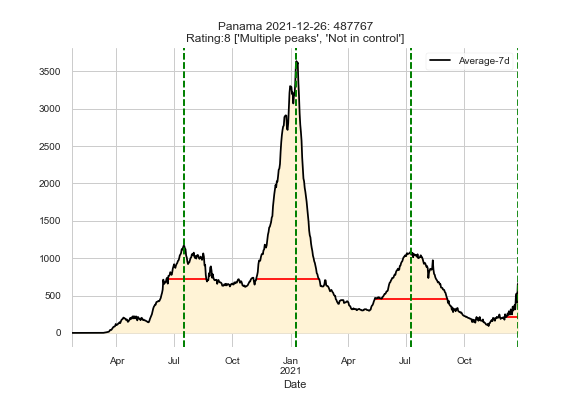 Panama 2021-12-26: 487767
Rating:8 ['Multiple peaks', 'Not in control']
Average-7d
3500
3000
2500
2000
1500
1000
500
0
Apr
Jul
Oct
Jan
2021
Apr
Jul
Oct
Date